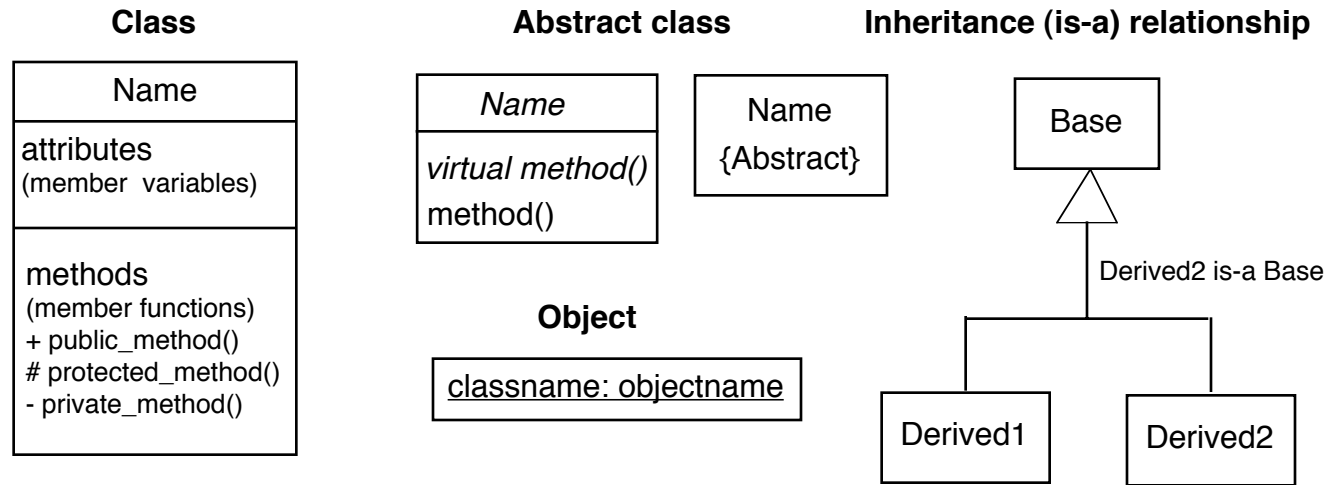 Class
Name
attributes
(member variables)
methods
(member functions)
+ public_method()
# protected_method()
- private_method()
Abstract class
Name
virtual method()
method()
Name
{Abstract}
Object
classname: objectname
Inheritance (is-a) relationship
Base
Derived2 is-a Base
Derived1
Derived2